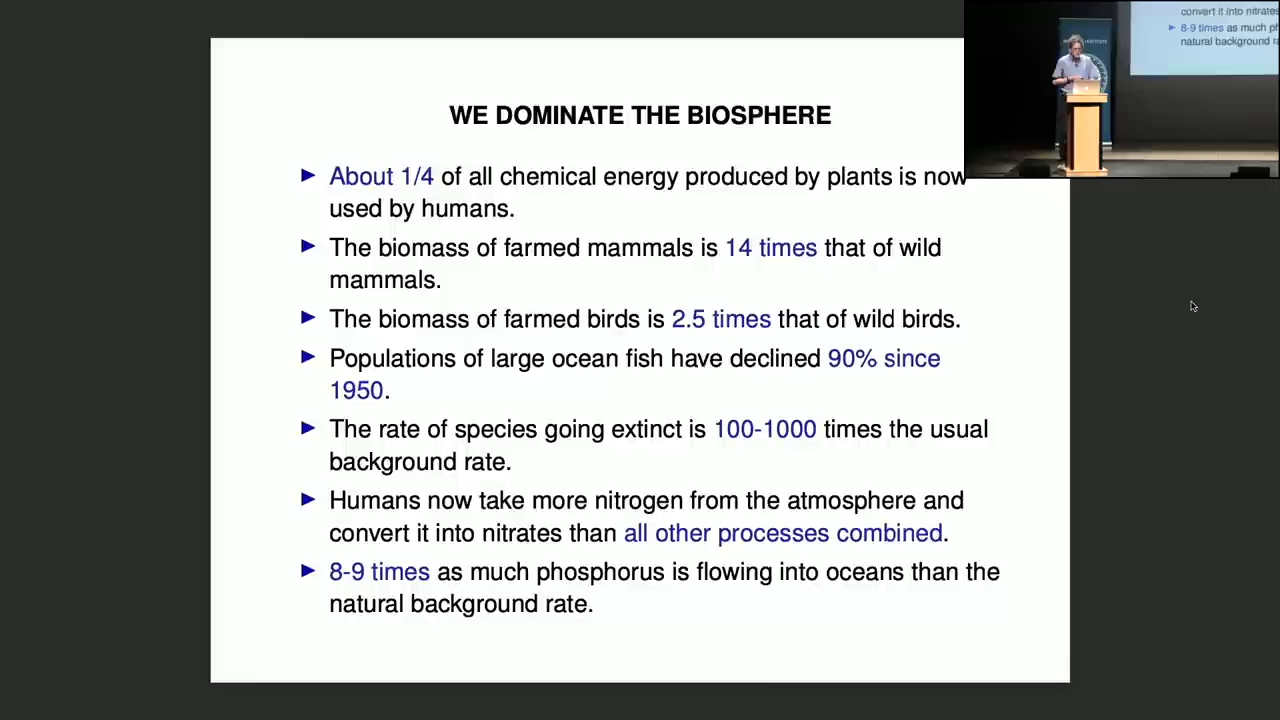 WE DOMINATE THE BIOSPHERE
► About 1/4 of all chemical energy produced by plants is now
used by humans.
► The biomass of farmed mammals is 14 times that of wild
mammals.
► The biomass of farmed birds is 2.5 times that of wild birds.
► Populations of large ocean fish have declined 90% since
1950.
► The rate of species going extinct is 100-1000 times the usual
background rate.
► Humans now take more nitrogen from the atmosphere and
convert it into nitrates than all other processes combined.
► 8-9 times as much phosphorus is flowing into oceans than the
natural background rate.
convert it into nitrates
► 8-9 times as much
natural background
INSTITUTE